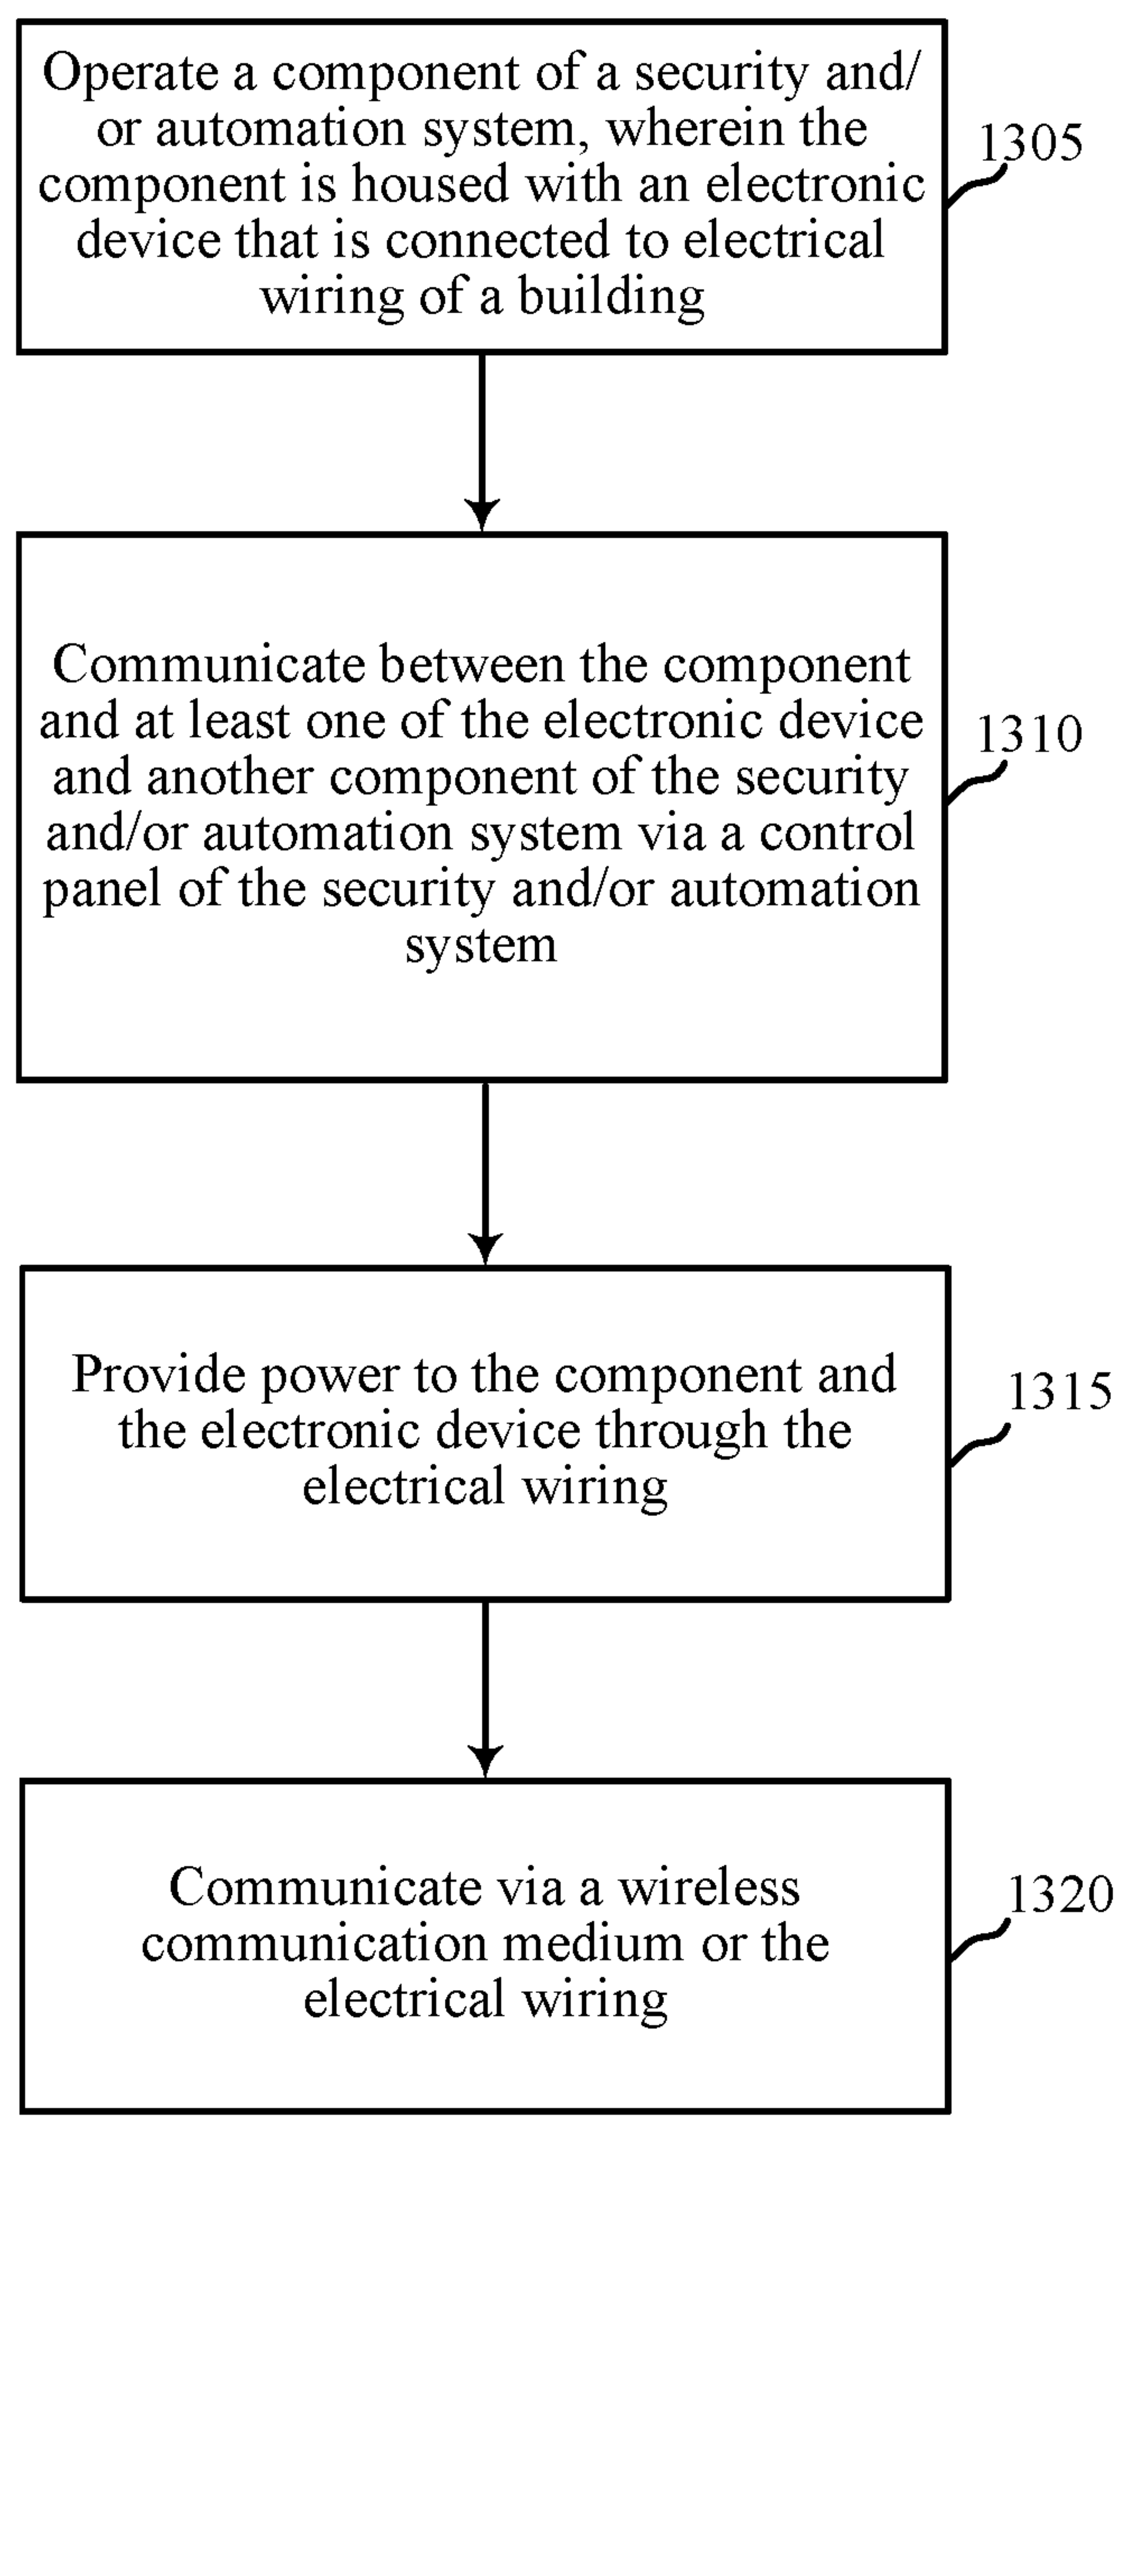 Operate a component of a security and/
or automation system, wherein the
component is housed with an electronic
device that is connected to electrical
wiring of a building
1305
Communicate between the component
and at least one of the electronic device
and another component of the security
and/or automation system via a control
panel of the security and/or automation
system
1310
Provide power to the component and
the electronic device through the
electrical wiring
1315
Communicate via a wireless
communication medium or the
electrical wiring
1320